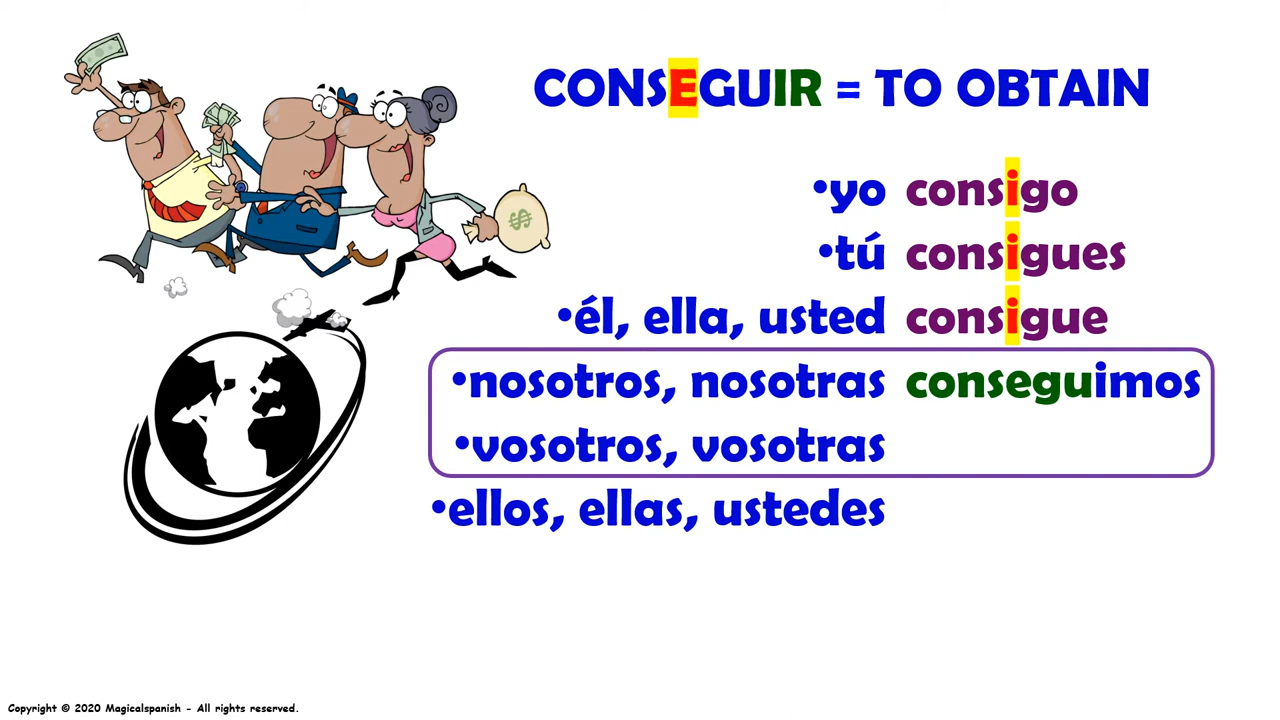 CONSEGUIR = TO OBTAIN
•yo consigo
•tú consigues
•él, ella, usted consigue
•nosotros, nosotras conseguimos
•vosotros, vosotras
•ellos, ellas, ustedes
$
Copyright © 2020 Magicalspanish - All rights reserved.